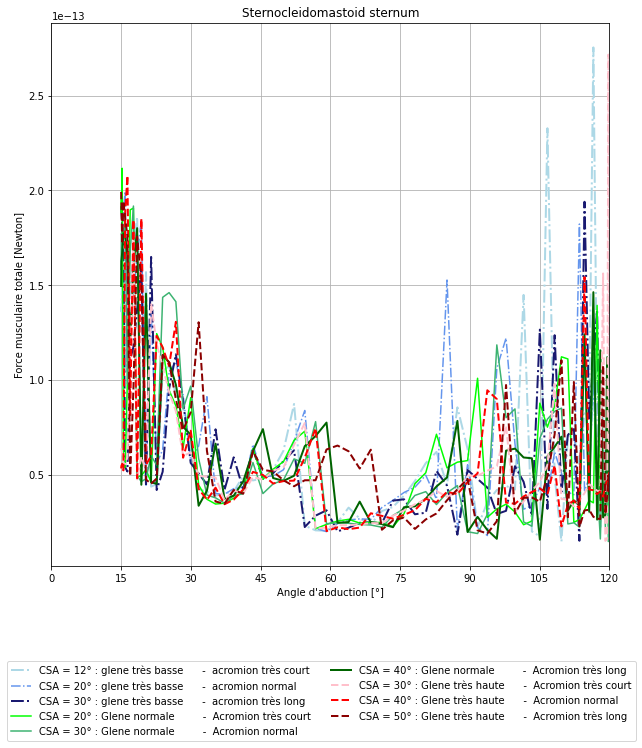 Sternocleidomastoid sternum
1e−13
2.5
2.0
1.5
1.0
0.5
Force musculaire totale [Newton]
0 15 30 45 60 75 90 105 120
Angle d'abduction [°]
CSA = 12° : glene très basse - acromion très court
CSA = 20° : glene très basse - acromion normal
CSA = 30° : glene très basse - acromion très long
CSA = 20° : Glene normale - Acromion très court
CSA = 30° : Glene normale - Acromion normal
CSA = 40° : Glene normale - Acromion très long
CSA = 30° : Glene très haute - Acromion très court
CSA = 40° : Glene très haute - Acromion normal
CSA = 50° : Glene très haute - Acromion très long